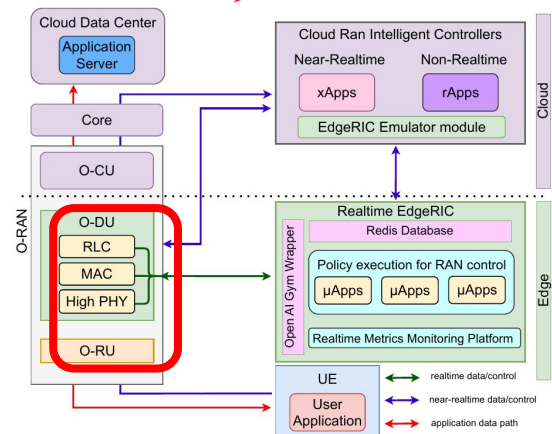 Cloud Data Center
Application
Server
Core
O-CU
O-RAN
O-DU
RLC
MAC
High PHY
O-RU
Cloud Ran Intelligent Controllers
Near-Realtime
Non-Realtime
xApps
rApps
EdgeRIC Emulator module
Cloud
Realtime EdgeRIC
Redis Database
Open AI Gym Wrapper
Policy execution for RAN control
µApps
µApps
µApps
Realtime Metrics Monitoring Platform
Edge
UE
User
Application
realtime data/control
near-realtime data/control
application data path